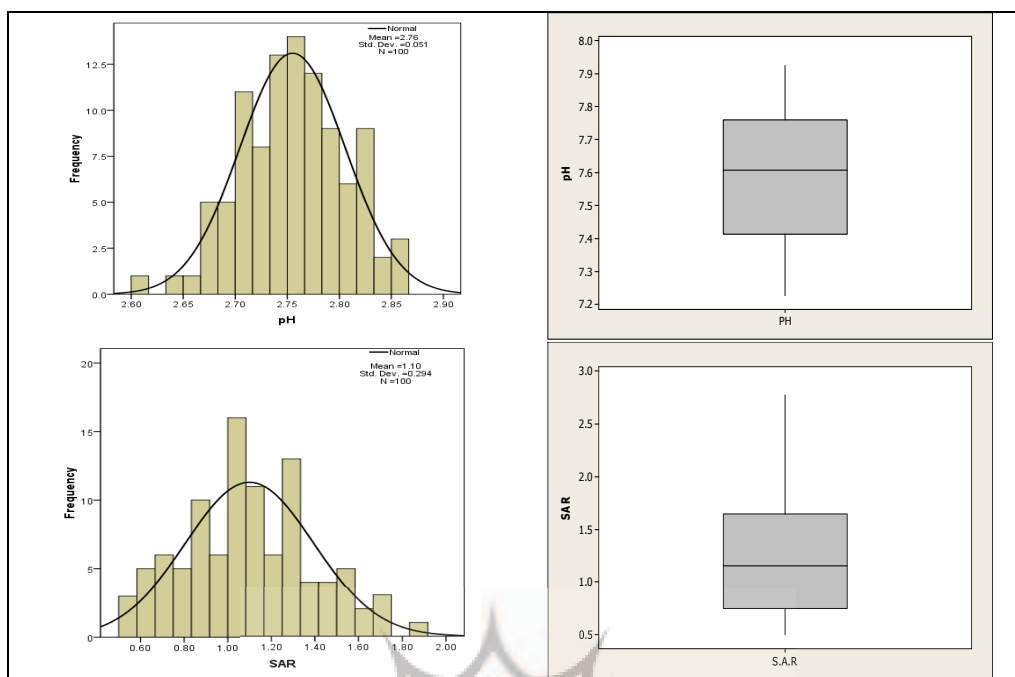 Normal
Mean =2.76
Std. Dev. =0.051
N =100
12.5
10.0
7.5
5.0
2.5
0.0
Frequency
2.60 2.65 2.70 2.75 2.80 2.85 2.90
pH
8.0
7.9
7.8
7.7
7.6
7.5
7.4
7.3
7.2
pH
PH
Normal
Mean =1.10
Std. Dev. =0.294
N =100
20
15
10
5
0
Frequency
0.60 0.80 1.00 1.20 1.40 1.60 1.80 2.00
SAR
3.0
2.5
2.0
1.5
1.0
0.5
SAR
S.A.R